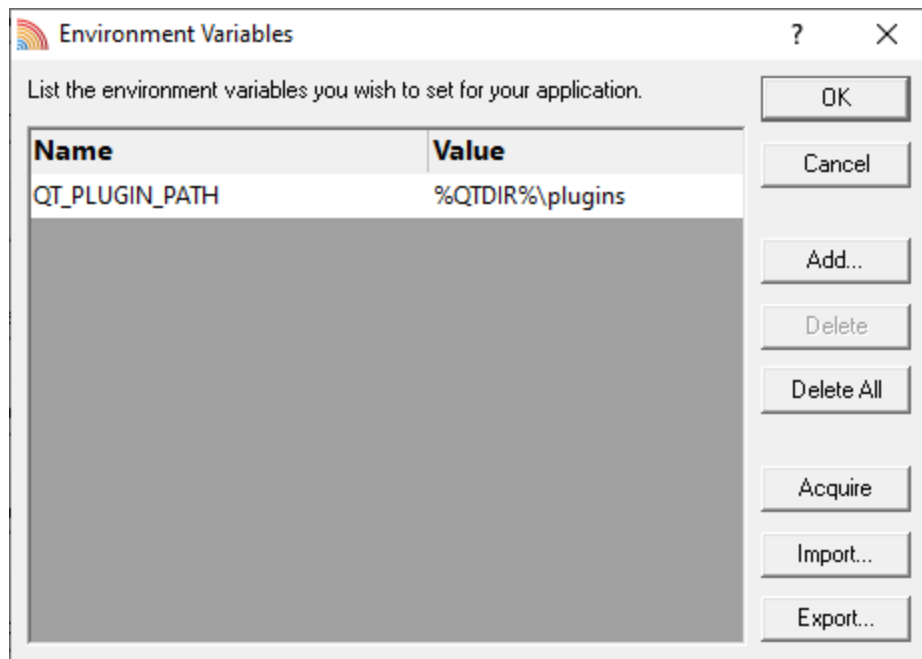 Environment Variables
?
List the environment variables you wish to set for your application.
OK
Name Value
Cancel
QT_PLUGIN_PATH %QTDIR%\plugins
Add...
Delete
Delete All
Acquire
Import...
Export...